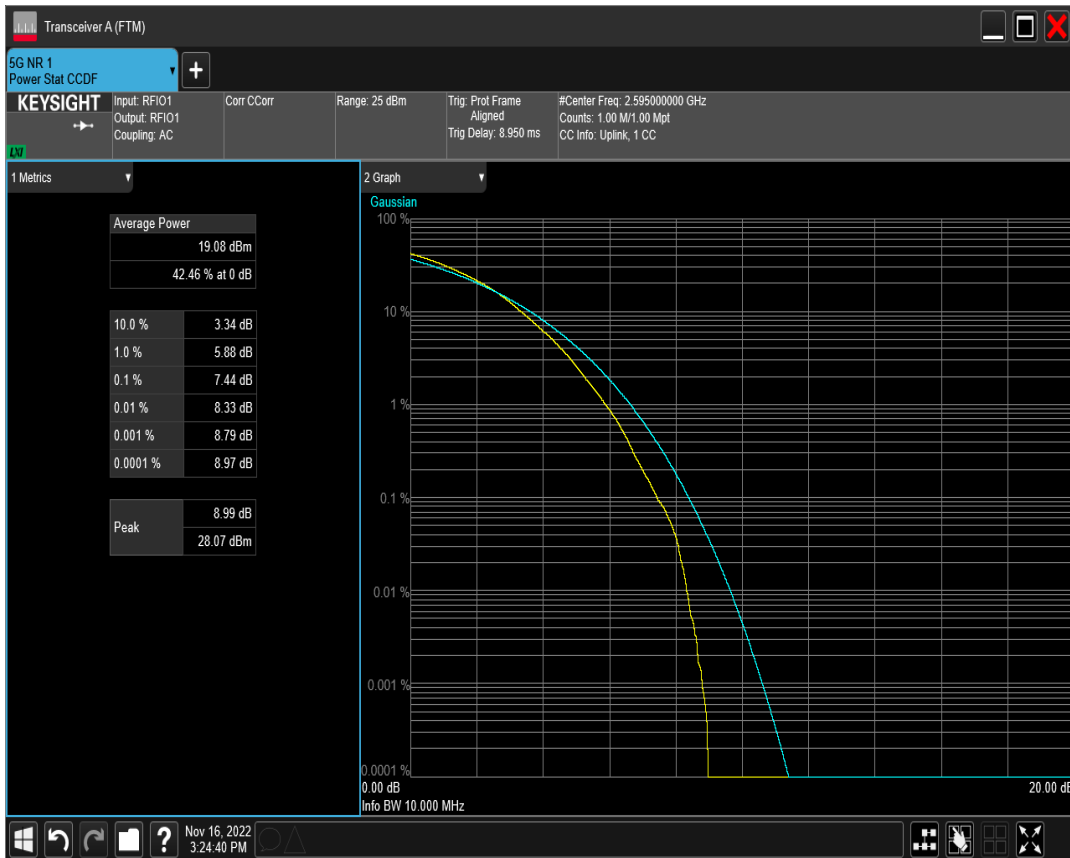 Transceiver A (FTM)
5G NR 1
Power Stat CCDF
+
KEYSIGHT
LXI
Input: RFIO1
Output: RFIO1
Coupling: AC
Corr CCorr
Range: 25 dBm
Trig: Prot Frame
Aligned
Trig Delay: 8.950 ms
#Center Freq: 2.595000000 GHz
Counts: 1.00 M/1.00 Mpt
CC Info: Uplink, 1 CC
1 Metrics
Average Power
19.08 dBm
42.46 % at 0 dB
10.0 % 3.34 dB
1.0 % 5.88 dB
0.1 % 7.44 dB
0.01 % 8.33 dB
0.001 % 8.79 dB
0.0001 % 8.97 dB
Peak 8.99 dB
28.07 dBm
2 Graph
Gaussian
100 %
10 %
1 %
0.1 %
0.01 %
0.001 %
0.0001 %
0.00 dB 20.00 dB
Info BW 10.000 MHz
? Nov 16, 2022
3:24:40 PM